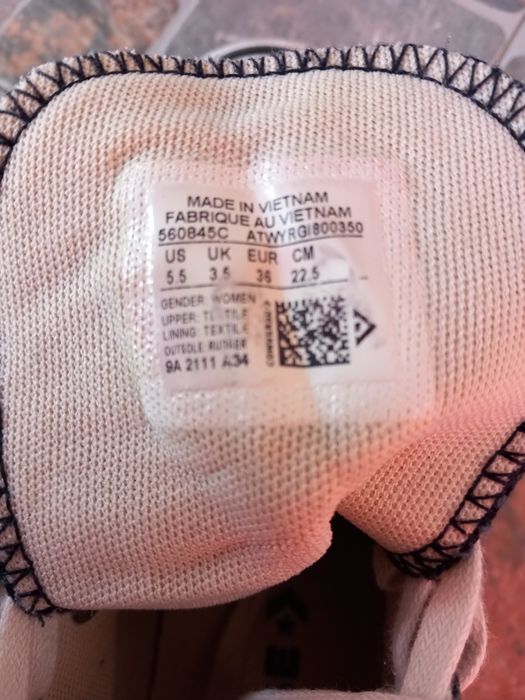 MADE IN VIETNAM
FABRIQUE AU VIETNAM
560845C ATWYRGI800350
US UK EUR CM
5.5 3.5 36 22.5
GENDER: WOMEN
UPPER: TEXTILE
LINING: TEXTILE
OUTSOLE: RUBBER
9A 2111 A34